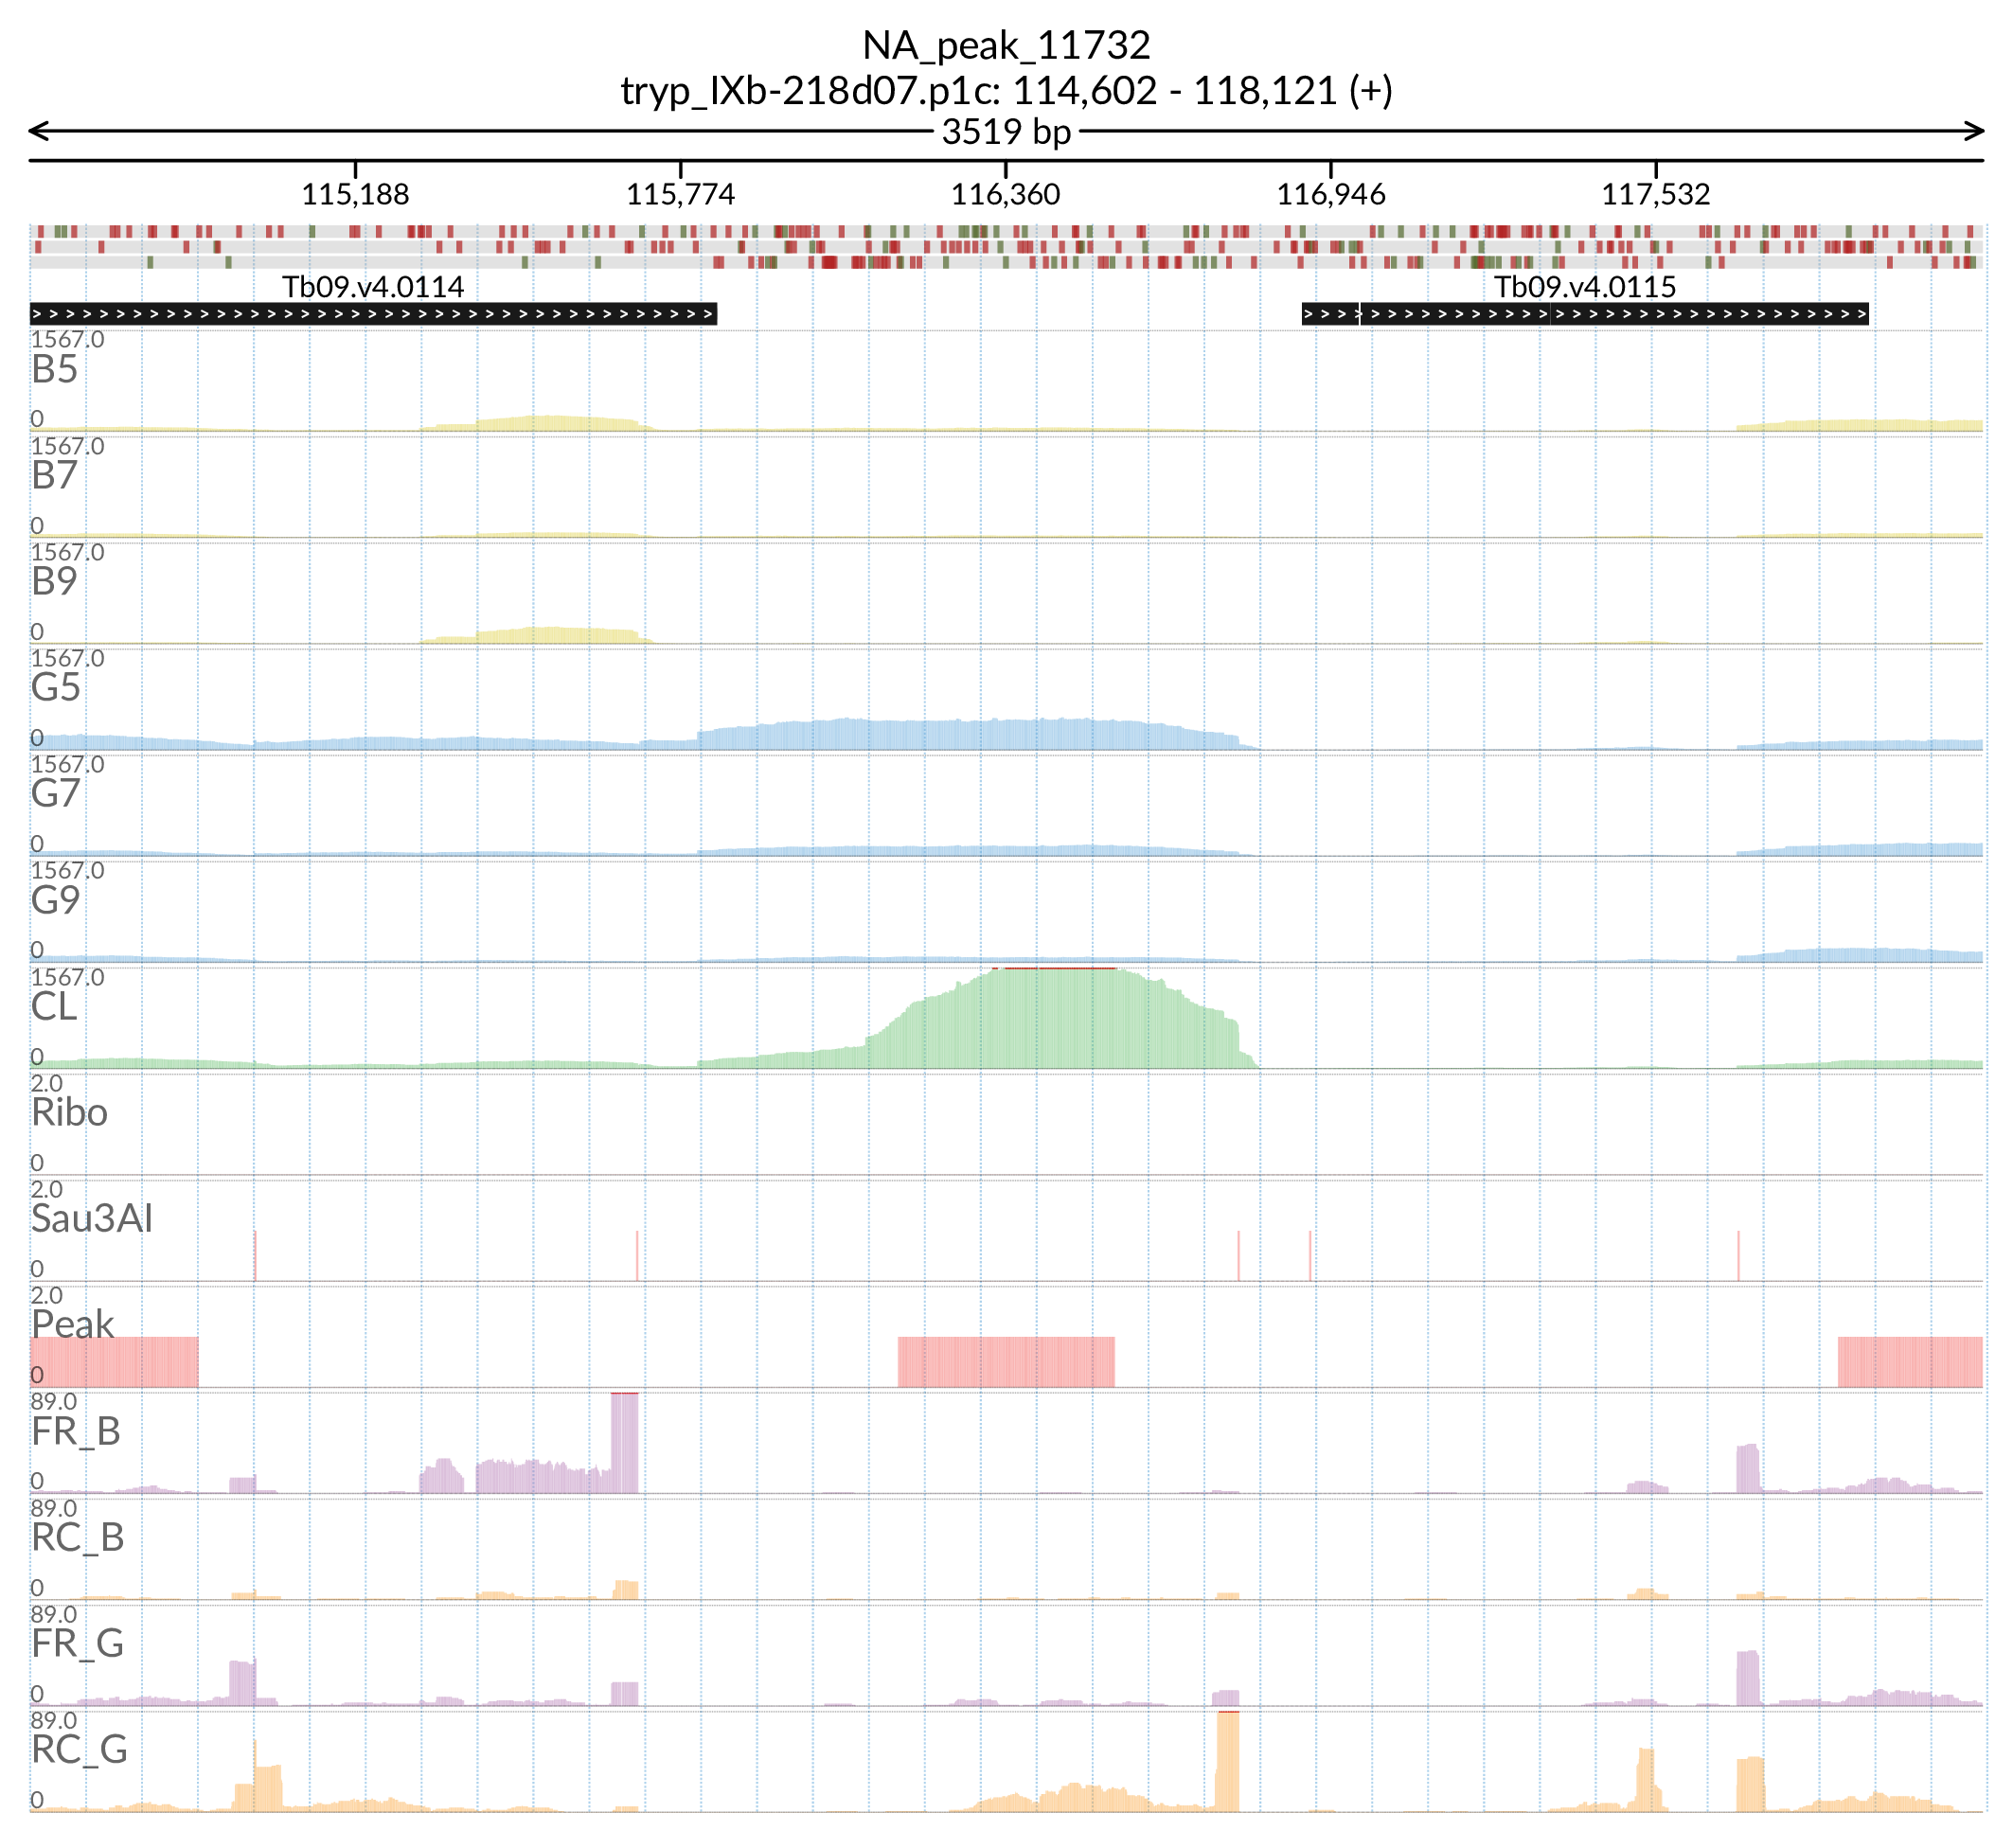 NA_peak_11732
tryp_IXb-218d07.p1c: 114,602 - 118,121 (+)
3519 bp
115,188 115,774 116,360 116,946 117,532
Tb09.v4.0114 Tb09.v4.0115
1567.0
B5
0
1567.0
B7
0
1567.0
B9
0
1567.0
G5
0
1567.0
G7
0
1567.0
G9
0
1567.0
CL
0
2.0
Ribo
0
2.0
Sau3AI
0
2.0
Peak
0
89.0
FR_B
0
89.0
RC_B
0
89.0
FR_G
0
89.0
RC_G
0